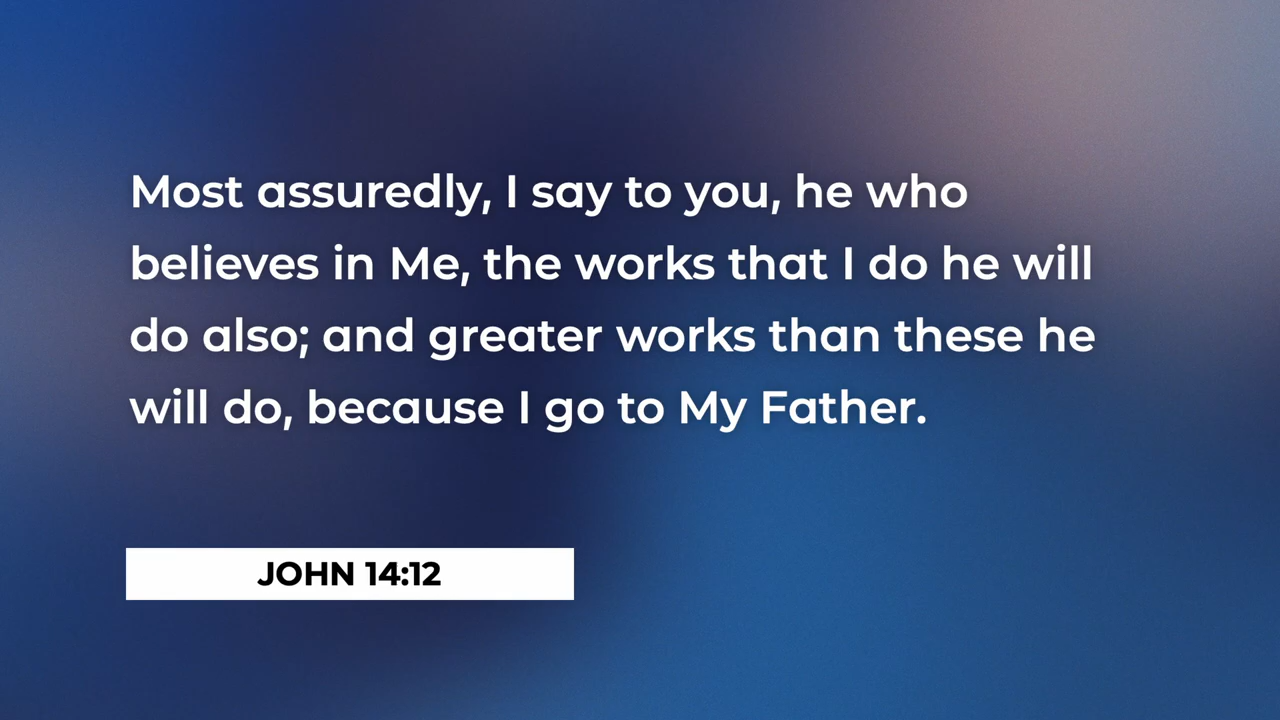 Most assuredly, I say to you, he who
believes in Me, the works that I do he will
do also; and greater works than these he
will do, because I go to My Father.
JOHN 14:12